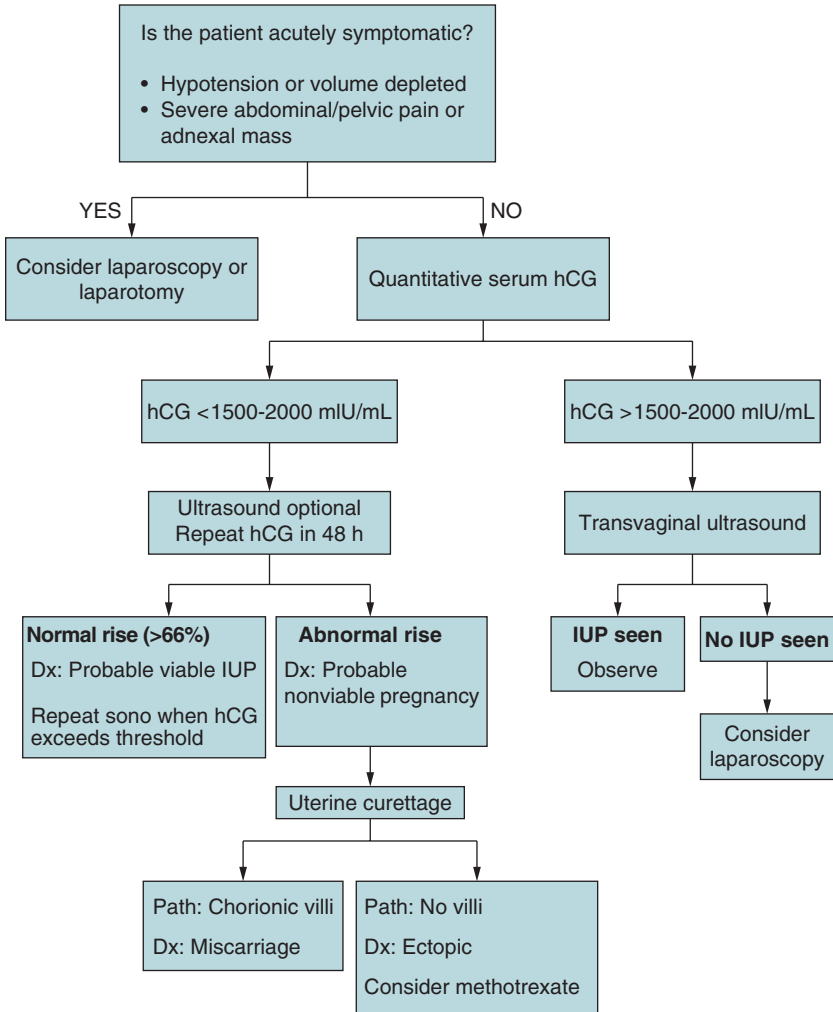 Is the patient acutely symptomatic?
• Hypotension or volume depleted
• Severe abdominal/pelvic pain or
adnexal mass
YES
NO
Consider laparoscopy or
laparotomy
Quantitative serum hCG
hCG <1500-2000 mIU/mL
hCG >1500-2000 mIU/mL
Ultrasound optional
Repeat hCG in 48 h
Transvaginal ultrasound
Normal rise (>66%)
Dx: Probable viable IUP
Repeat sono when hCG
exceeds threshold
Abnormal rise
Dx: Probable
nonviable pregnancy
IUP seen
Observe
No IUP seen
Consider
laparoscopy
Uterine curettage
Path: Chorionic villi
Dx: Miscarriage
Path: No villi
Dx: Ectopic
Consider methotrexate